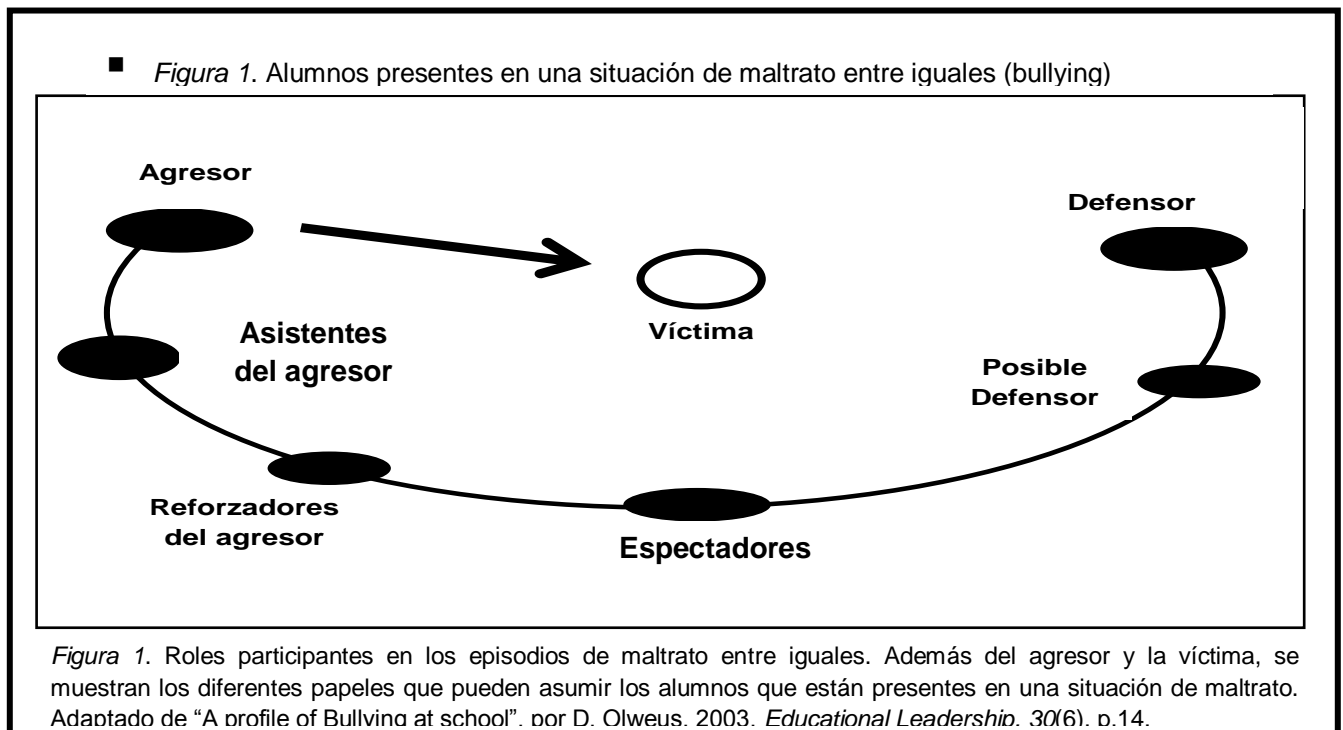 ▪ Figura 1. Alumnos presentes en una situación de maltrato entre iguales (bullying)
Agresor
Defensor
Víctima
Asistentes
del agresor
Posible
Defensor
Reforzadores
del agresor
Espectadores
Figura 1. Roles participantes en los episodios de maltrato entre iguales. Además del agresor y la víctima, se
muestran los diferentes papeles que pueden asumir los alumnos que están presentes en una situación de maltrato.
Adaptado de “A profile of Bullying at school”, por D. Olweus, 2003, Educational Leadership, 30(6), p.14.